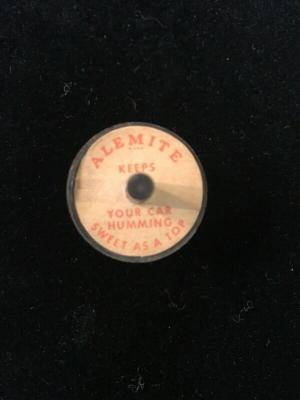 ALEMITE
KEEPS
YOUR CAR
HUMMING
SWEET AS A TOP